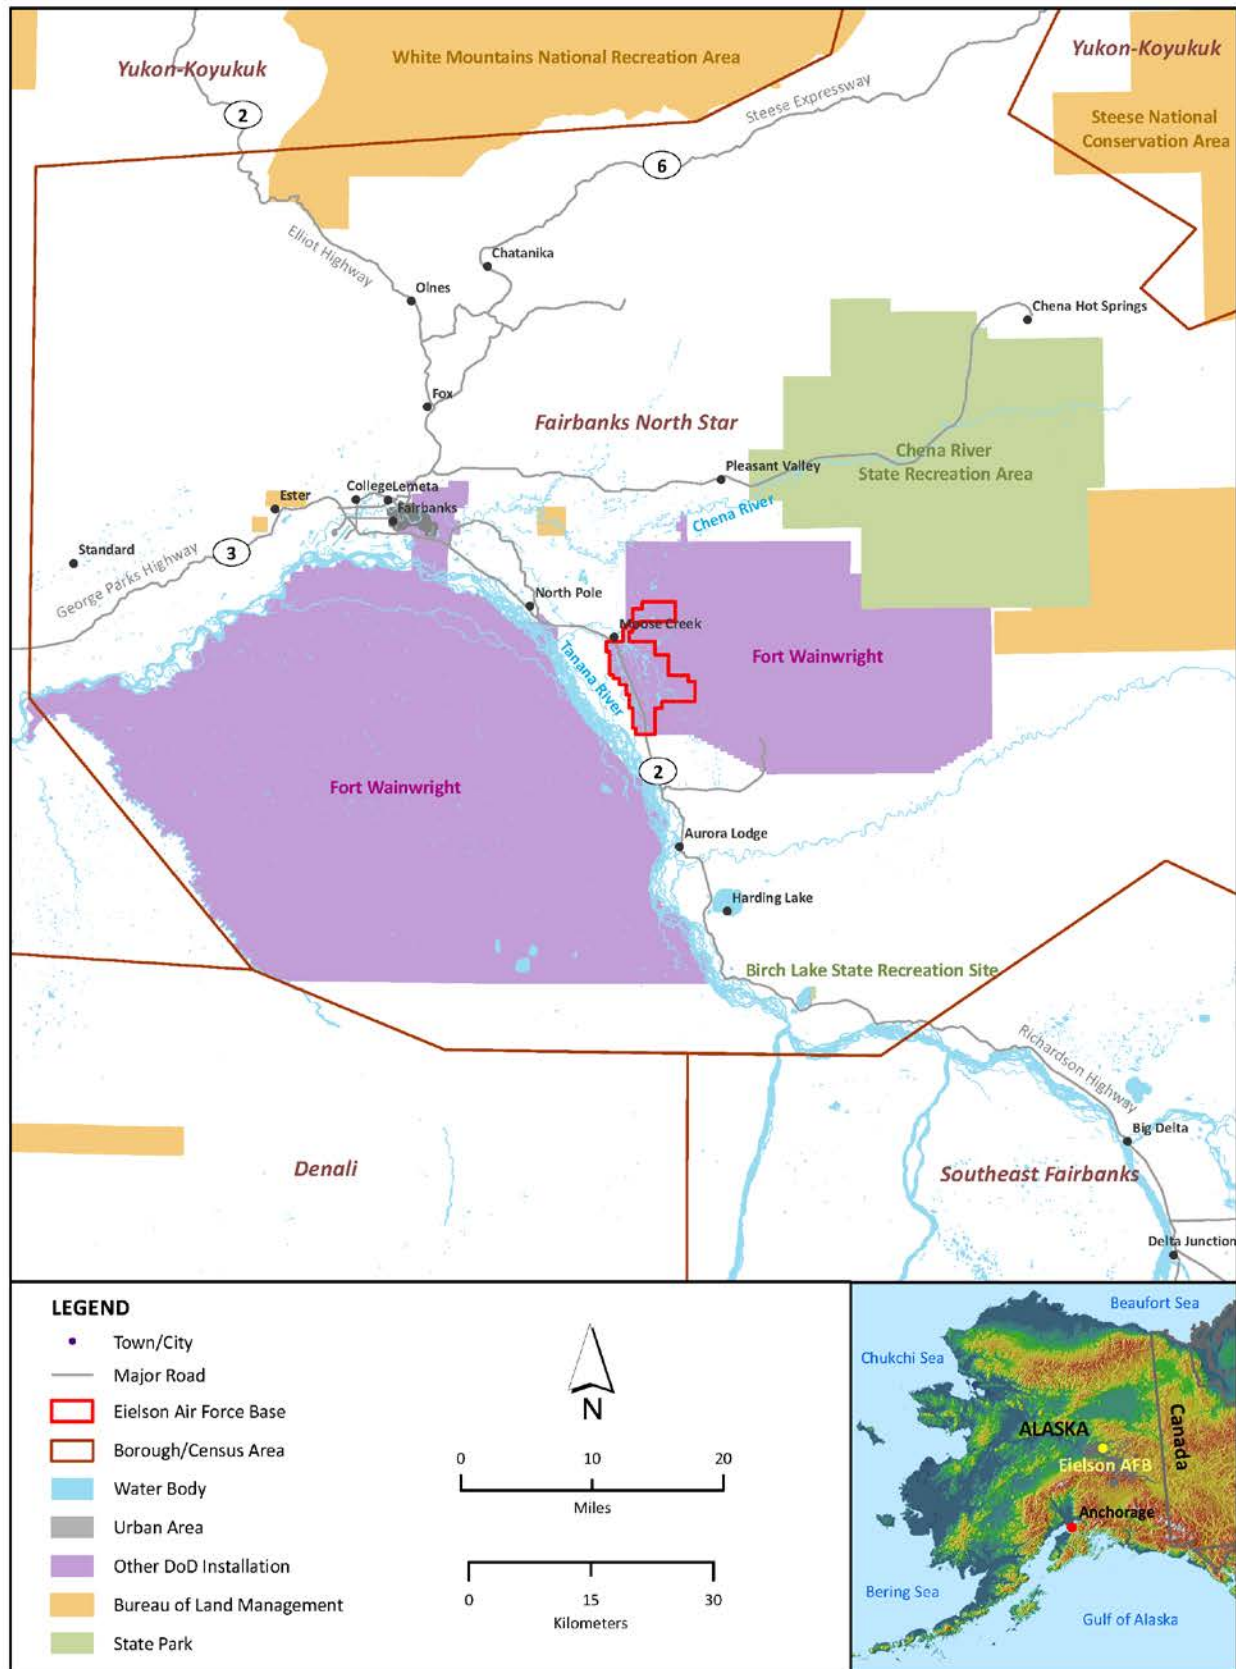 Yukon-Koyukuk
White Mountains National Recreation Area
Yukon-Koyukuk
2
Steese Expressway
Steese National
Conservation Area
6
Elliot Highway
Chatanika
Olnes
Chena Hot Springs
Fox
Fairbanks North Star
Chena River
State Recreation Area
Pleasant Valley
College
Lemeta
Ester
Fairbanks
Chena River
Standard
3
George Parks Highway
North Pole
Moose Creek
Tanana River
Fort Wainwright
Fort Wainwright
2
Aurora Lodge
Harding Lake
Birch Lake State Recreation Site
Richardson Highway
Big Delta
Denali
Southeast Fairbanks
Delta Junction
LEGEND
Town/City
Major Road
Eielson Air Force Base
Borough/Census Area
Water Body
Urban Area
Other DoD Installation
Bureau of Land Management
State Park
N
0 10 20
Miles
0 15 30
Kilometers
Beaufort Sea
Chukchi Sea
Canada
ALASKA
Eielson AFB
Anchorage
Bering Sea
Gulf of Alaska